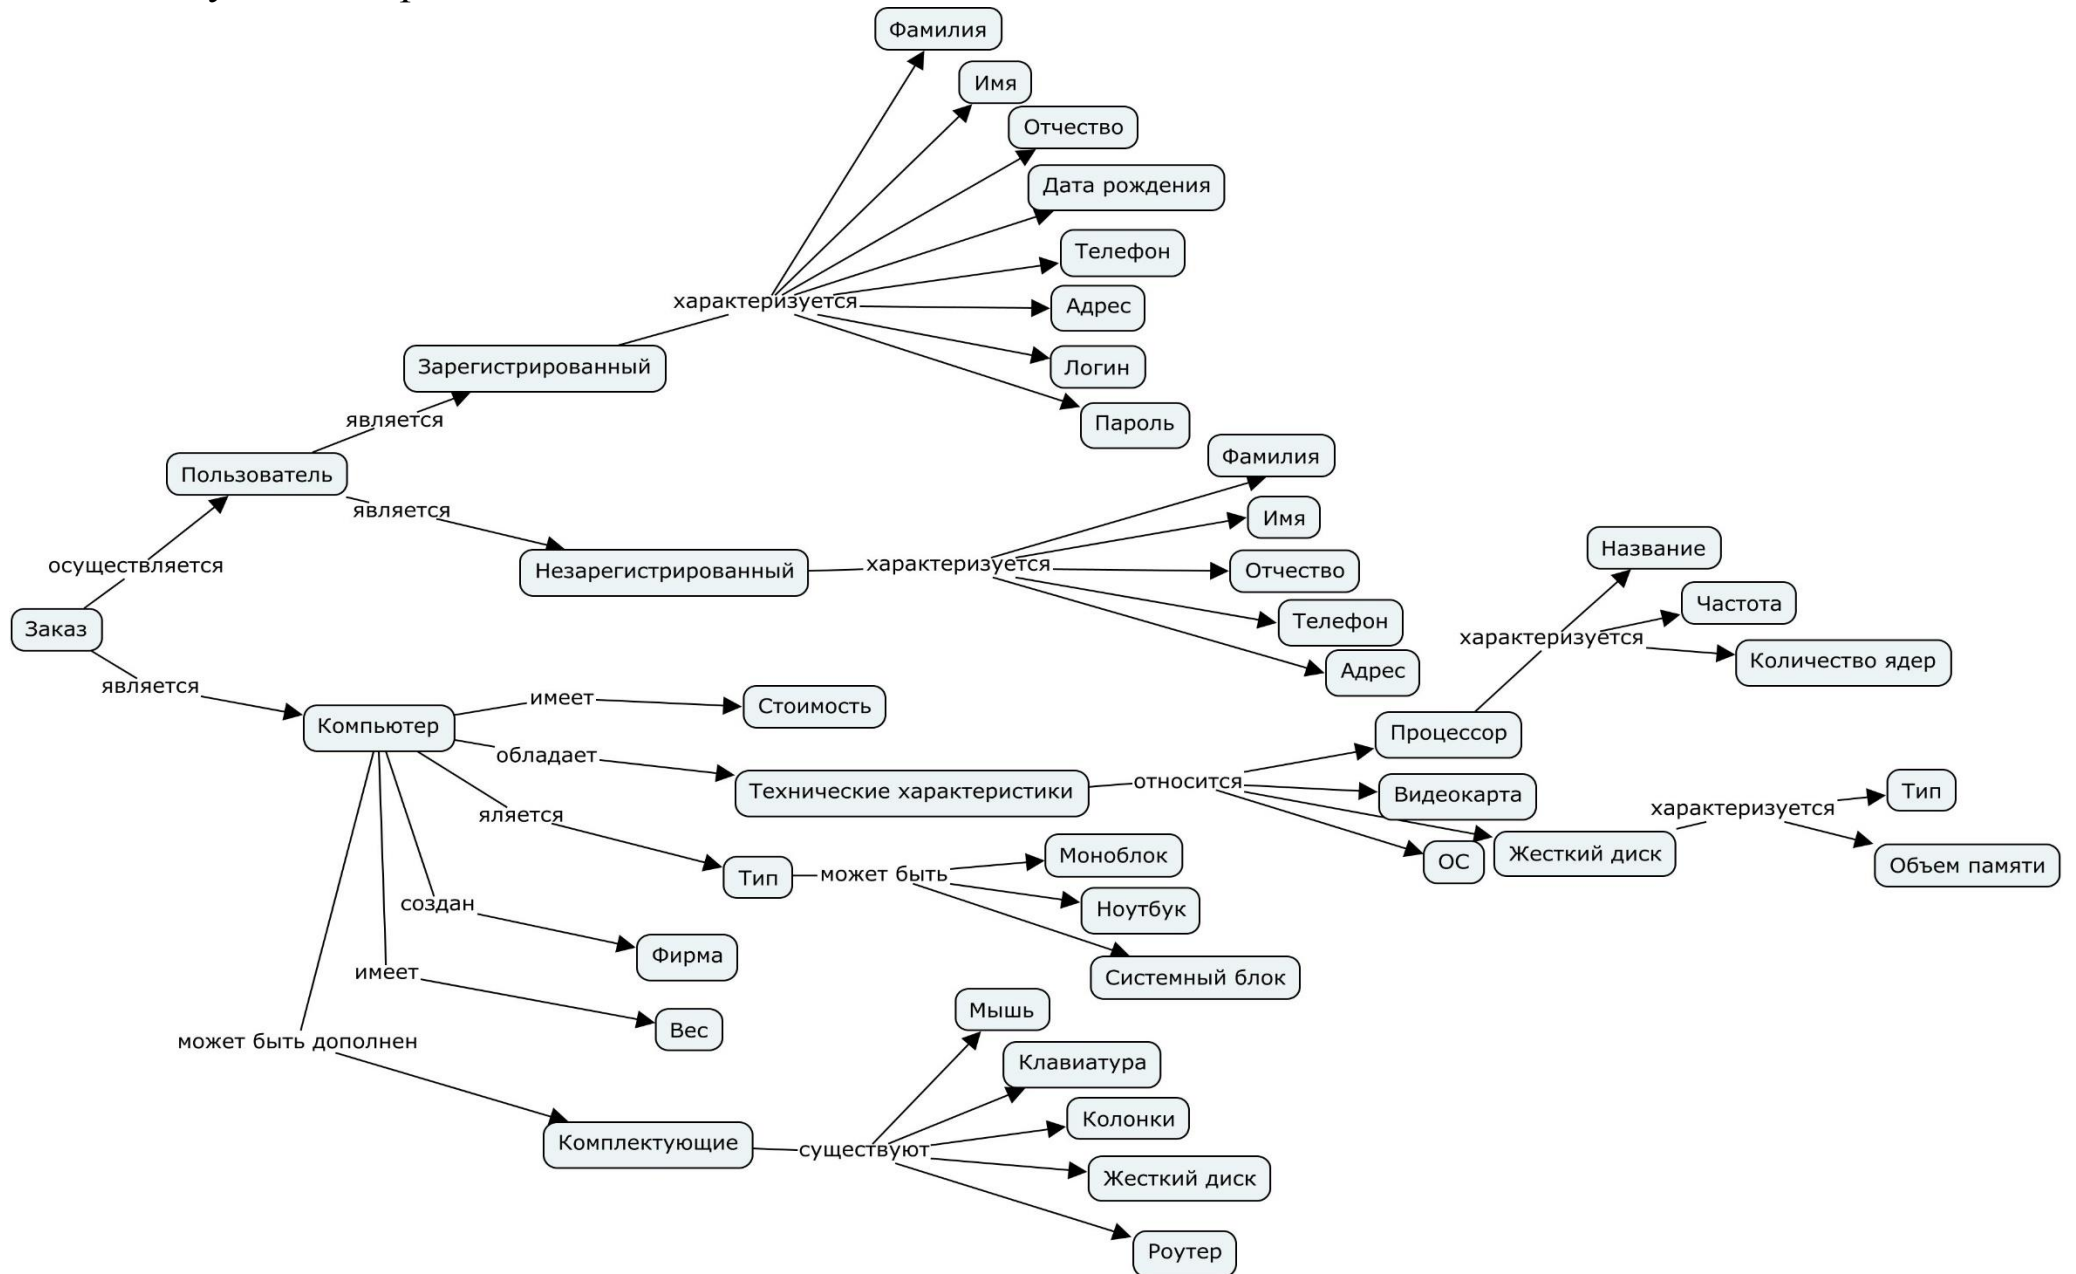 Фамилия
Имя
Отчество
Дата рождения
Телефон
характеризуется
Адрес
Зарегистрированный
Логин
является
Пароль
Пользователь
Фамилия
является
Имя
осуществляется
Незарегистрированный
характеризуется
Отчество
Название
Заказ
Телефон
Частота
характеризуется
Адрес
Количество ядер
является
имеет
Стоимость
Компьютер
Процессор
обладает
Технические характеристики
относится
Видеокарта
Тип
яляется
характеризуется
Моноблок
ОС
Жесткий диск
Объем памяти
Тип
может быть
Ноутбук
создан
Фирма
Системный блок
имеет
Мышь
Вес
может быть дополнен
Клавиатура
Колонки
Комплектующие
существуют
Жесткий диск
Роутер